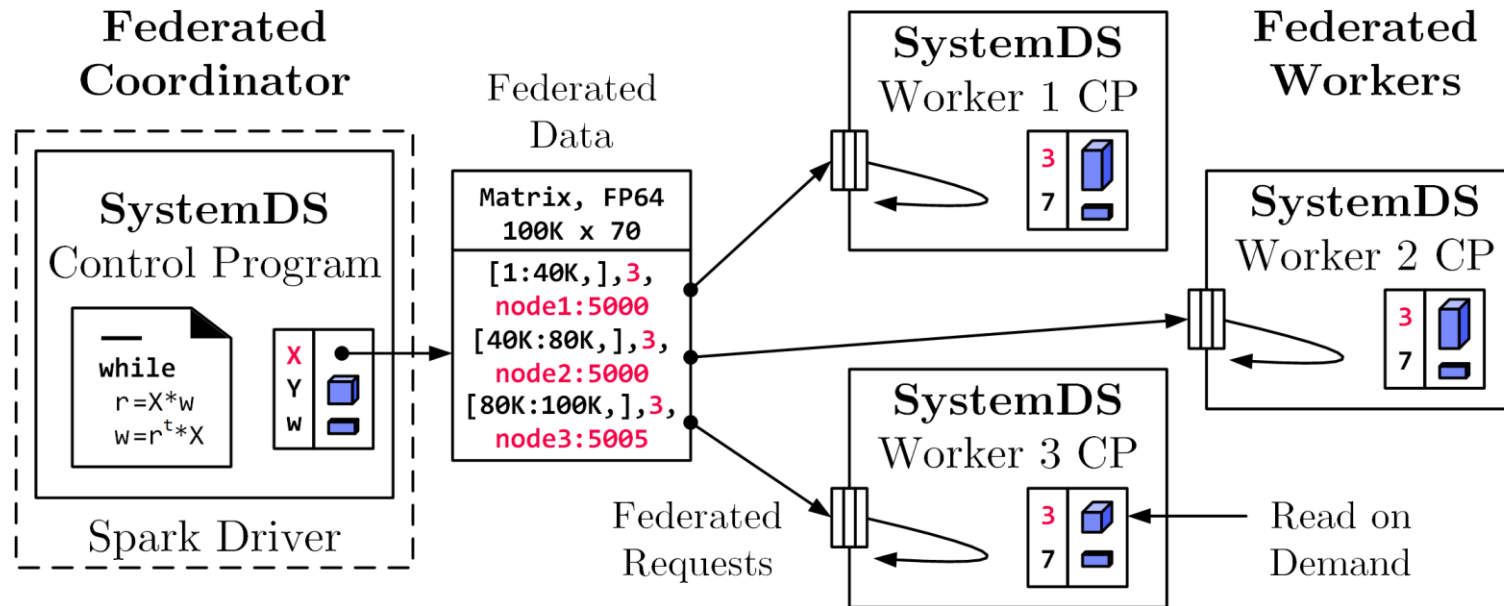 Federated
Coordinator
SystemDS
Control Program
while
r=X*w
w=rᵗ*X
X
Y
w
Spark Driver
Federated
Data
Matrix, FP64
100K x 70
[1:40K,],3,
node1:5000
[40K:80K,],3,
node2:5000
[80K:100K,],3,
node3:5005
Federated
Requests
SystemDS
Worker 1 CP
3
7
Federated
Workers
SystemDS
Worker 2 CP
3
7
SystemDS
Worker 3 CP
3
7
Read on
Demand